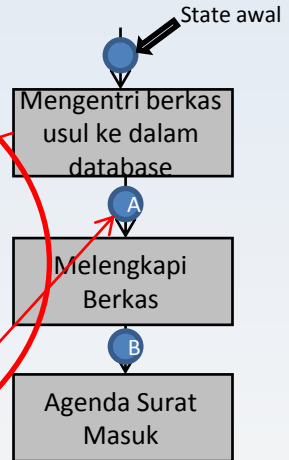 State awal
Mengentri berkas
usul ke dalam
database
A
Melengkapi
Berkas
B
Agenda Surat
Masuk